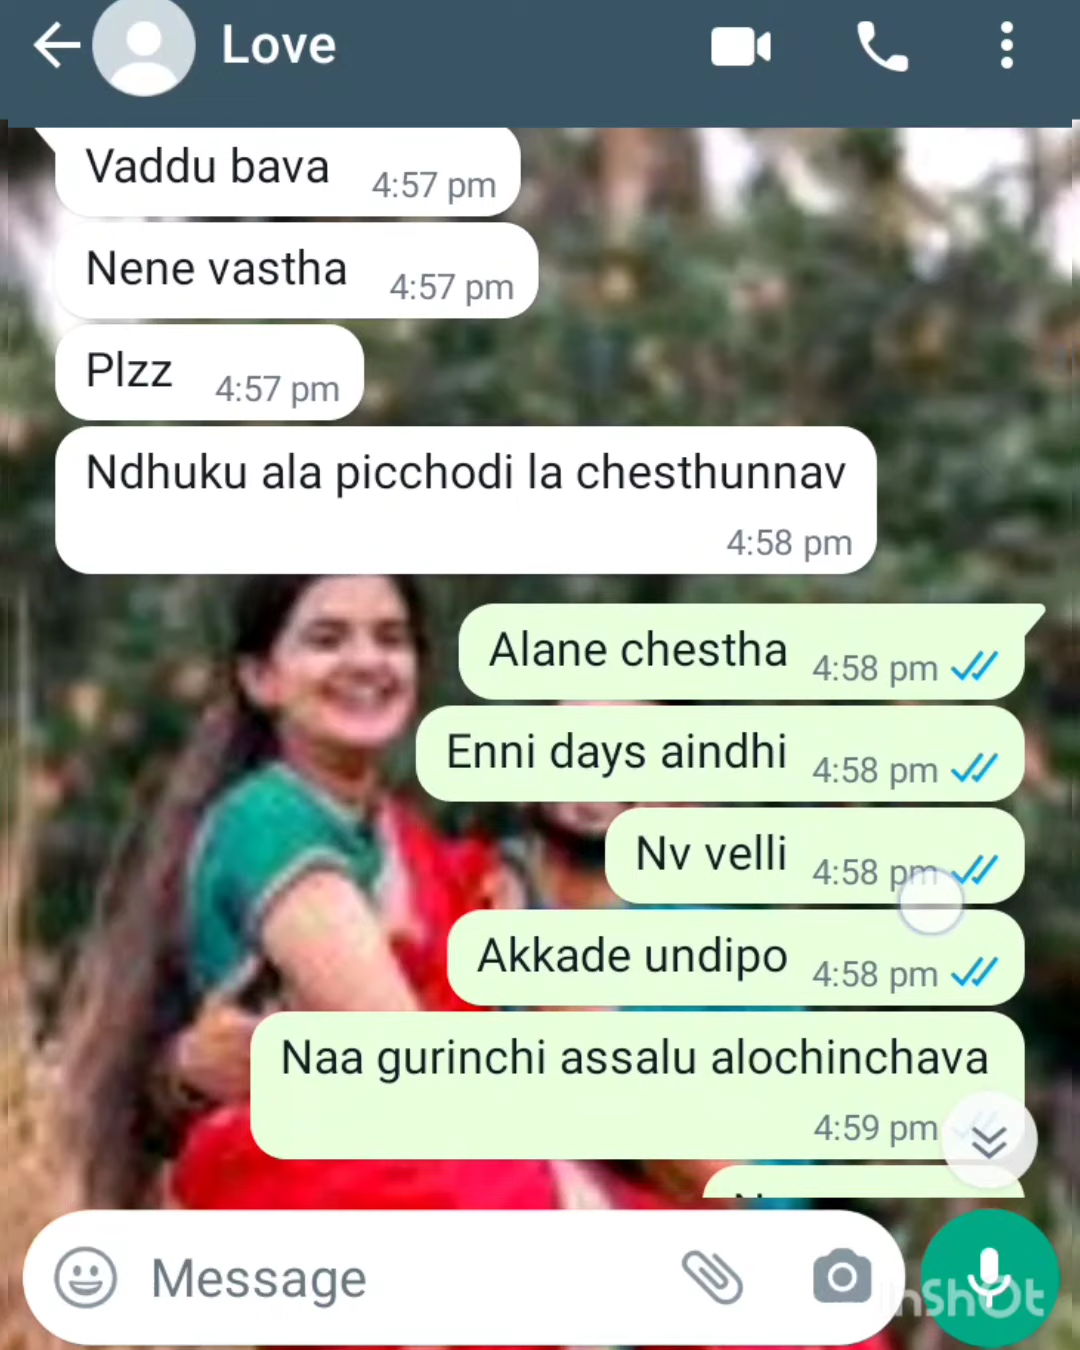 Love
Vaddu bava 4:57 pm
Nene vastha 4:57 pm
Plzz 4:57 pm
Ndhuku ala picchodi la chesthunnav
4:58 pm
Alane chestha 4:58 pm
Enni days aindhi 4:58 pm
Nv velli 4:58 pm
Akkade undipo 4:58 pm
Naa gurinchi assalu alochinchava
4:59 pm
Message
InShOt